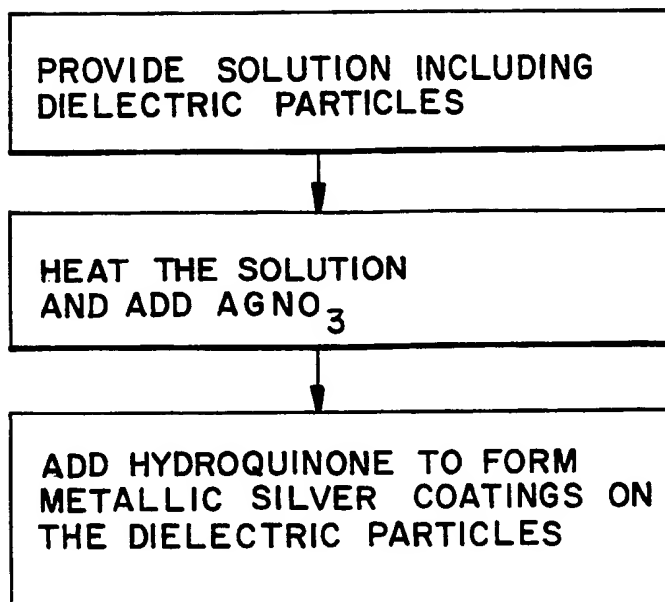 PROVIDE SOLUTION INCLUDING
DIELECTRIC PARTICLES
HEAT THE SOLUTION
AND ADD AGNO3
ADD HYDROQUINONE TO FORM
METALLIC SILVER COATINGS ON
THE DIELECTRIC PARTICLES